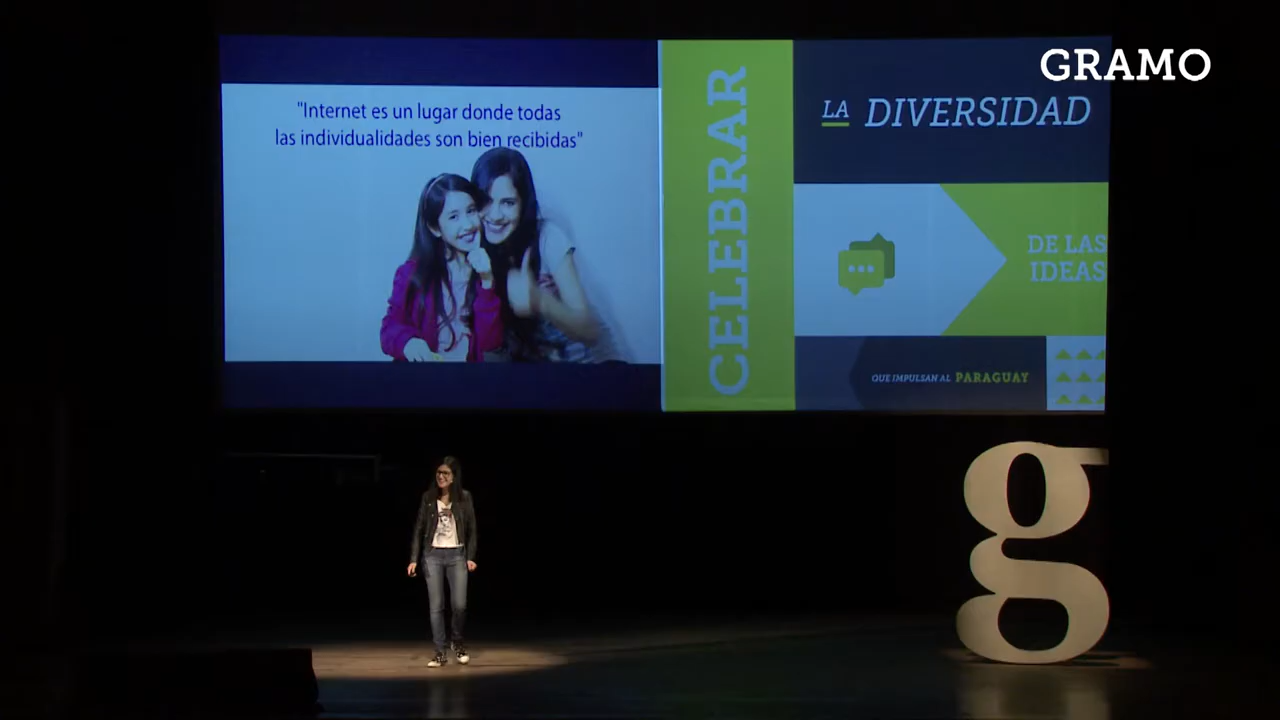 GRAMO
"Internet es un lugar donde todas
las individualidades son bien recibidas"
CELEBRAR
LA DIVERSIDAD
DE LAS
IDEAS
QUE IMPULSAN AL PARAGUAY
g